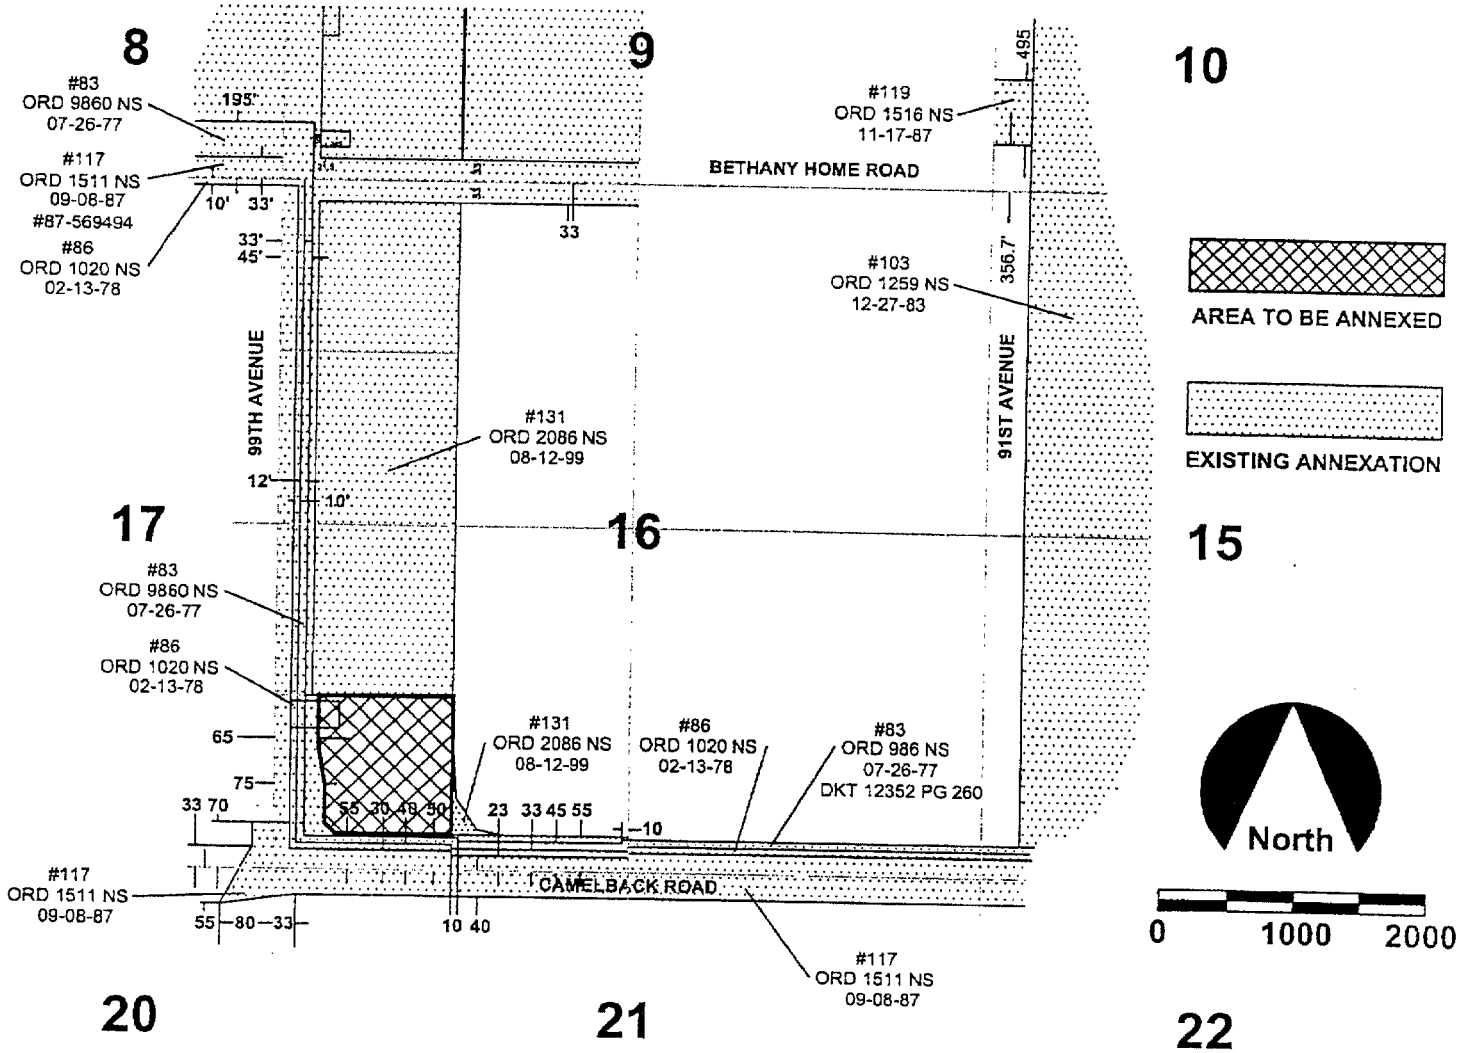 8
9
10
#83
ORD 9860 NS
07-26-77
195'
#117
ORD 1511 NS
09-08-87
#87-569494
#86
ORD 1020 NS
02-13-78
10' 33'
33'
45'
33
#119
ORD 1516 NS
11-17-87
495
BETHANY HOME ROAD
356.7'
#103
ORD 1259 NS
12-27-83
AREA TO BE ANNEXED
EXISTING ANNEXATION
99TH AVENUE
91ST AVENUE
#131
ORD 2086 NS
08-12-99
12'
10'
17
16
15
#83
ORD 9860 NS
07-26-77
#86
ORD 1020 NS
02-13-78
65
75
33 70
55 30 40 50
#131
ORD 2086 NS
08-12-99
23 33 45 55
10
#86
ORD 1020 NS
02-13-78
#83
ORD 986 NS
07-26-77
DKT 12352 PG 260
North
#117
ORD 1511 NS
09-08-87
CAMELBACK ROAD
55 80 33
10 40
0 1000 2000
#117
ORD 1511 NS
09-08-87
20
21
22